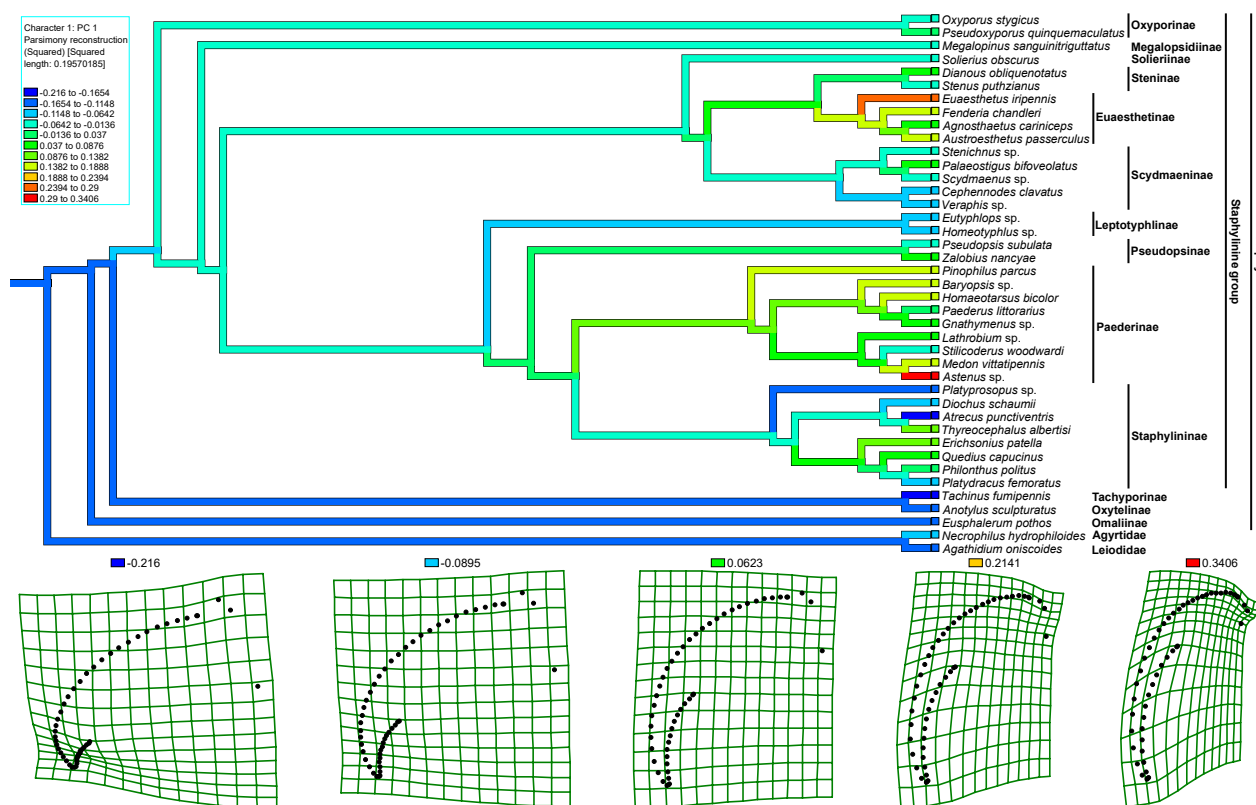 Character 1: PC 1
Parsimony reconstruction
(Squared) [Squared
length: 0.19570185]
-0.216 to -0.1654
-0.1654 to -0.1148
-0.1148 to -0.0642
-0.0642 to -0.0136
-0.0136 to 0.037
0.037 to 0.0876
0.0876 to 0.1382
0.1382 to 0.1888
0.1888 to 0.2394
0.2394 to 0.29
0.29 to 0.3406
Oxyporus stygicus
Pseudoxyporus quinquemaculatus
Oxyporinae
Megalopinus sanguinitriguttatus
Megalopsidiinae
Solierius obscurus
Solieriinae
Dianous obliquenotatus
Stenus puthzianus
Steninae
Euaesthetus iripennis
Fenderia chandleri
Agnosthaetus cariniceps
Austroesthetus passerculus
Euaesthetinae
Stenichnus sp.
Palaeostigus bifoveolatus
Scydmaenus sp.
Cephennodes clavatus
Veraphis sp.
Scydmaeninae
Eutyphlops sp.
Homeotyphlus sp.
Leptotyphlinae
Pseudopsis subulata
Zalobius nancyae
Pseudopsinae
Pinophilus parcus
Baryopsis sp.
Homaeotarsus bicolor
Paederus littorarius
Gnathymenus sp.
Lathrobium sp.
Stilicoderus woodwardi
Medon vittatipennis
Astenus sp.
Paederinae
Platyprosopus sp.
Diochus schaumii
Atrecus punctiventris
Thyreocephalus albertisi
Erichsonius patella
Quedius capucinus
Philonthus politus
Platydracus femoratus
Staphylininae
Staphylinine group
Tachinus fumipennis
Tachyporinae
Anotylus sculpturatus
Oxytelinae
Eusphalerum pothos
Omaliinae
Necrophilus hydrophiloides
Agyrtidae
Agathidium oniscoides
Leiodidae
-0.216
-0.0895
0.0623
0.2141
0.3406